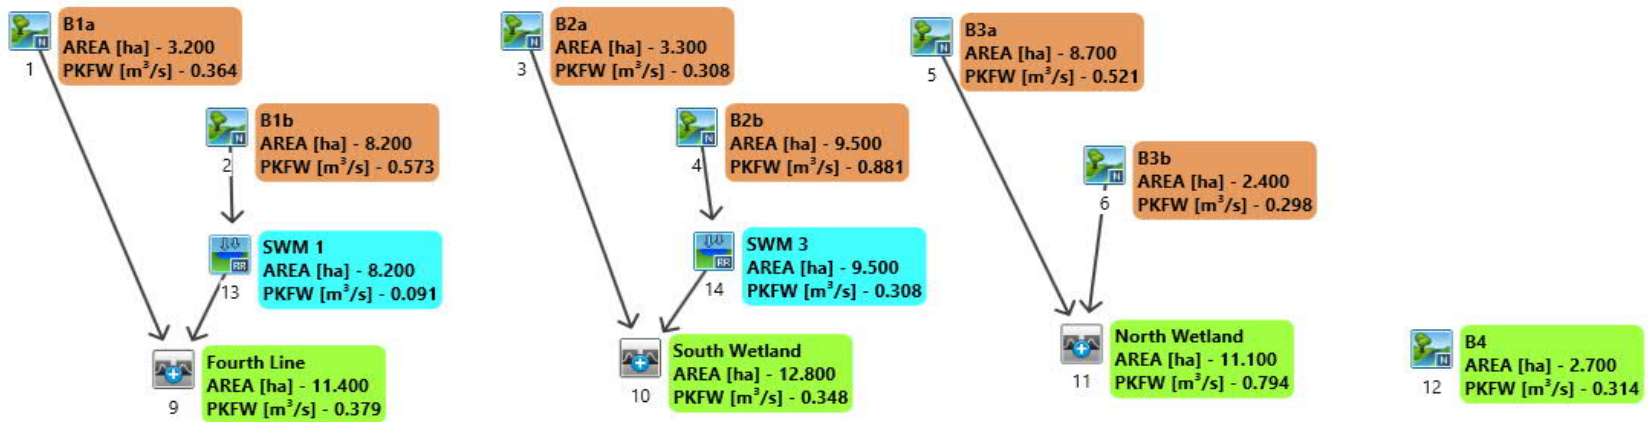 B1a
AREA [ha] - 3.200
PKFW [m³/s] - 0.364
N
1
B1b
AREA [ha] - 8.200
PKFW [m³/s] - 0.573
N
2
SWM 1
AREA [ha] - 8.200
PKFW [m³/s] - 0.091
RR
13
Fourth Line
AREA [ha] - 11.400
PKFW [m³/s] - 0.379
9
B2a
AREA [ha] - 3.300
PKFW [m³/s] - 0.308
N
3
B2b
AREA [ha] - 9.500
PKFW [m³/s] - 0.881
N
4
SWM 3
AREA [ha] - 9.500
PKFW [m³/s] - 0.308
RR
14
South Wetland
AREA [ha] - 12.800
PKFW [m³/s] - 0.348
10
B3a
AREA [ha] - 8.700
PKFW [m³/s] - 0.521
N
5
B3b
AREA [ha] - 2.400
PKFW [m³/s] - 0.298
N
6
North Wetland
AREA [ha] - 11.100
PKFW [m³/s] - 0.794
11
B4
AREA [ha] - 2.700
PKFW [m³/s] - 0.314
N
12